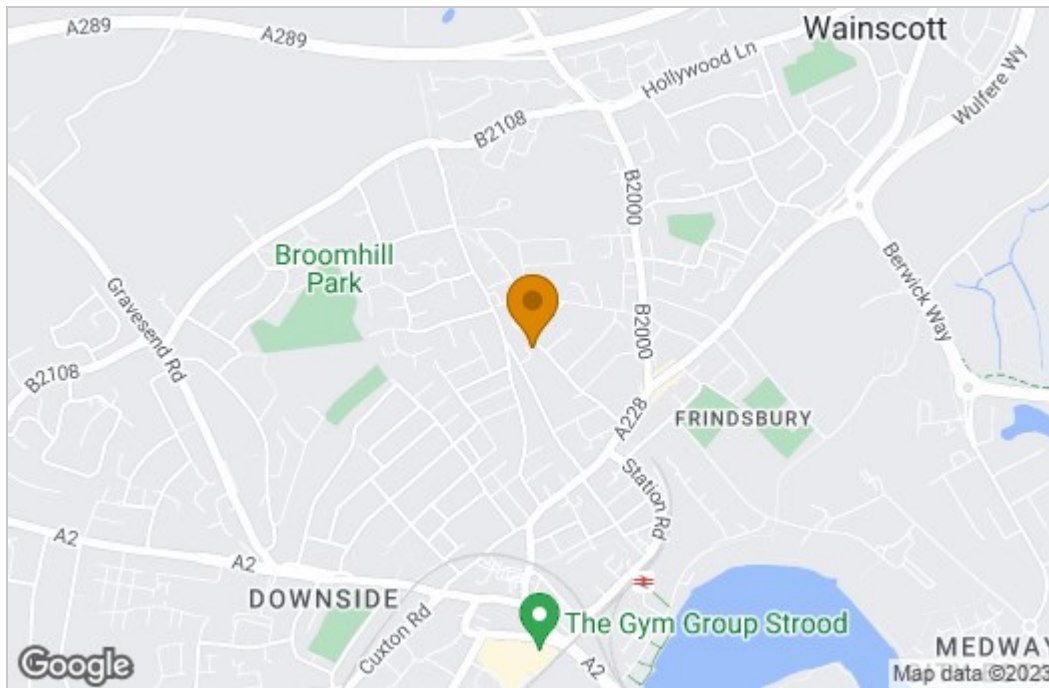 A289
A289
Wainscott
Hollywood Ln
Wulfere Wy
B2108
B2000
Broomhill
Park
Gravesend Rd
Berwick Way
B2000
B2108
A228
FRINDSBURY
Station Rd
A2
A2
DOWNSIDE
Cuxton Rd
The Gym Group Strood
A2
MEDWAY
Google
Map data ©2023